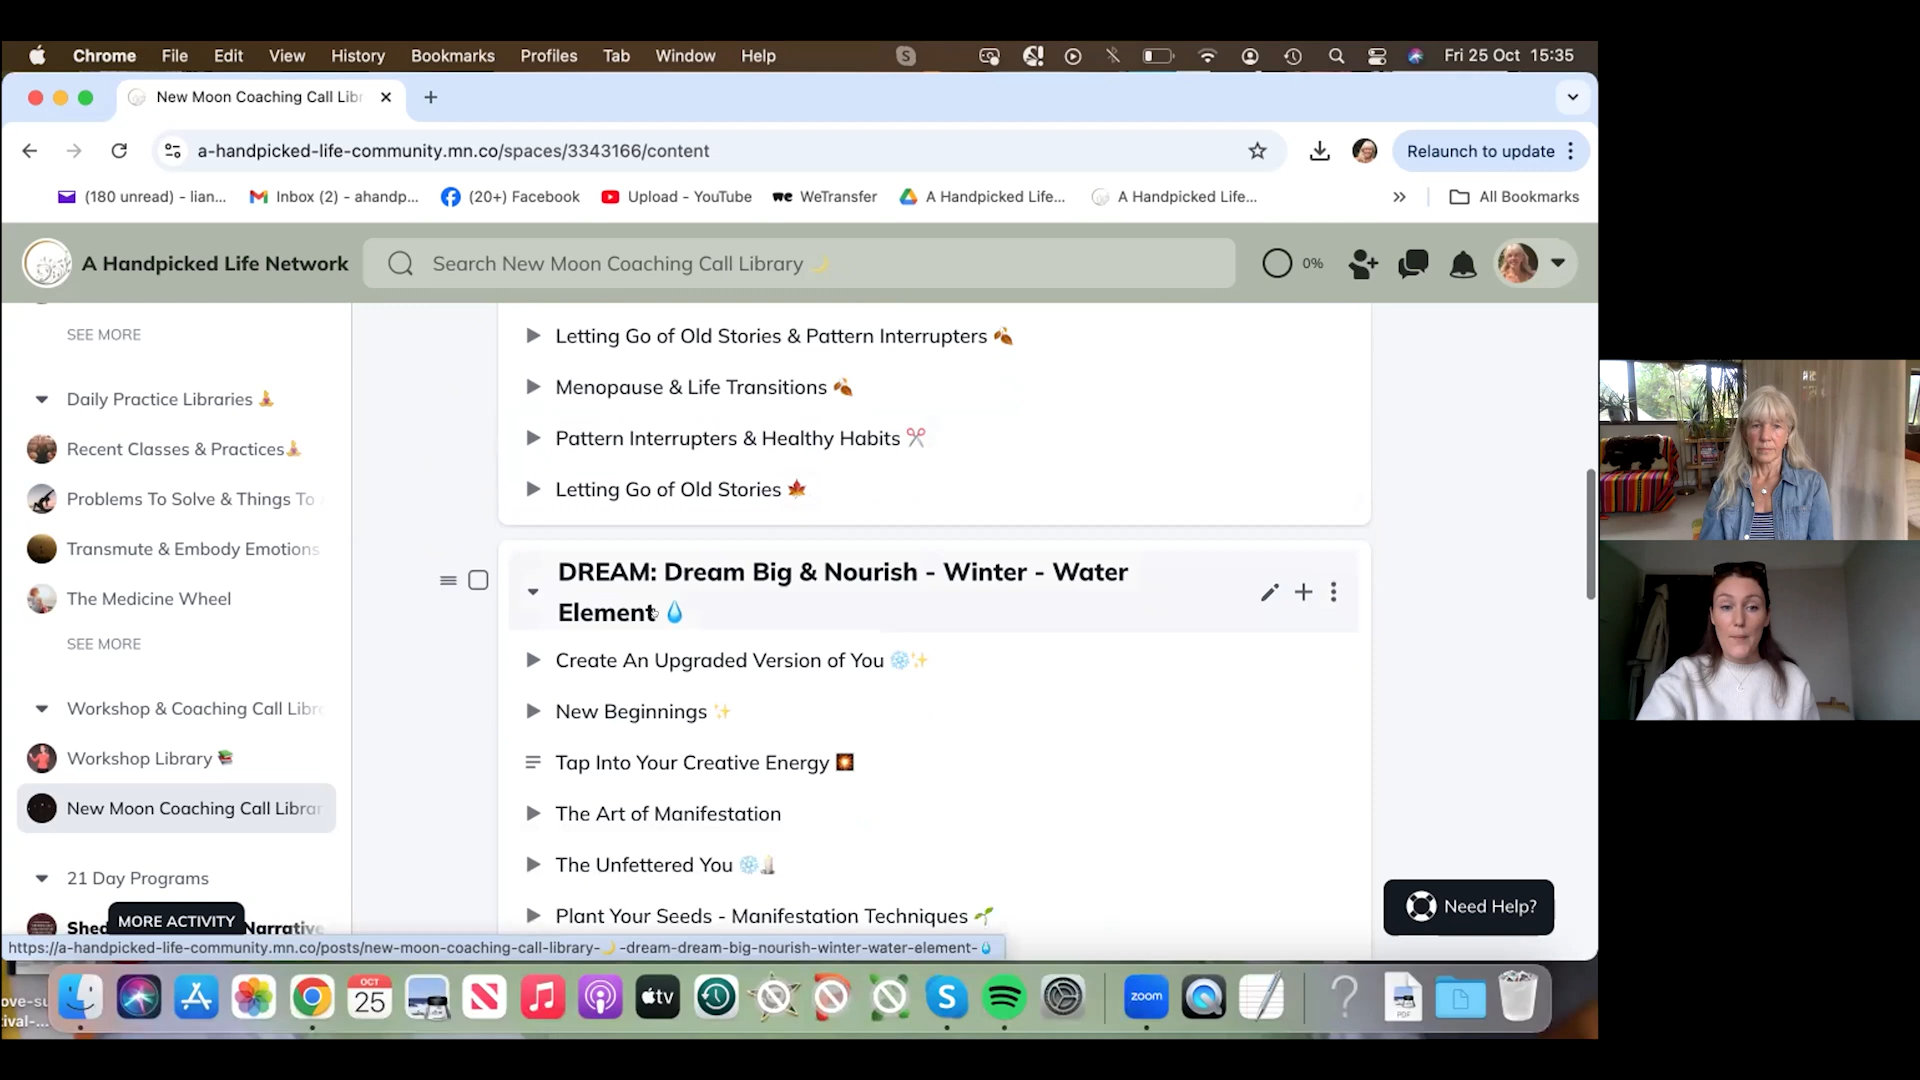 Chrome File Edit View History Bookmarks Profiles Tab Window Help Fri 25 Oct 15:35
New Moon Coaching Call Libr
a-handpicked-life-community.mn.co/spaces/3343166/content Relaunch to update
(180 unread) - lian... Inbox (2) - ahandp... (20+) Facebook Upload - YouTube we WeTransfer A Handpicked Life... A Handpicked Life... All Bookmarks
A Handpicked Life Network Search New Moon Coaching Call Library 🌙 0%
SEE MORE
Daily Practice Libraries 🧘
Recent Classes & Practices🧘
Problems To Solve & Things To
Transmute & Embody Emotions
The Medicine Wheel
SEE MORE
Workshop & Coaching Call Libr
Workshop Library 📚
New Moon Coaching Call Librar
21 Day Programs
Shed Narrative
MORE ACTIVITY
Letting Go of Old Stories & Pattern Interrupters 🍂
Menopause & Life Transitions 🍂
Pattern Interrupters & Healthy Habits ✂️
Letting Go of Old Stories 🍁
DREAM: Dream Big & Nourish - Winter - Water
Element 💧
Create An Upgraded Version of You ❄️✨
New Beginnings ✨
Tap Into Your Creative Energy 🎇
The Art of Manifestation
The Unfettered You ❄️🕯️
Plant Your Seeds - Manifestation Techniques 🌱
Need Help?
https://a-handpicked-life-community.mn.co/posts/new-moon-coaching-call-library-🌙-dream-dream-big-nourish-winter-water-element-💧
OCT
25
tv
zoom
PDF